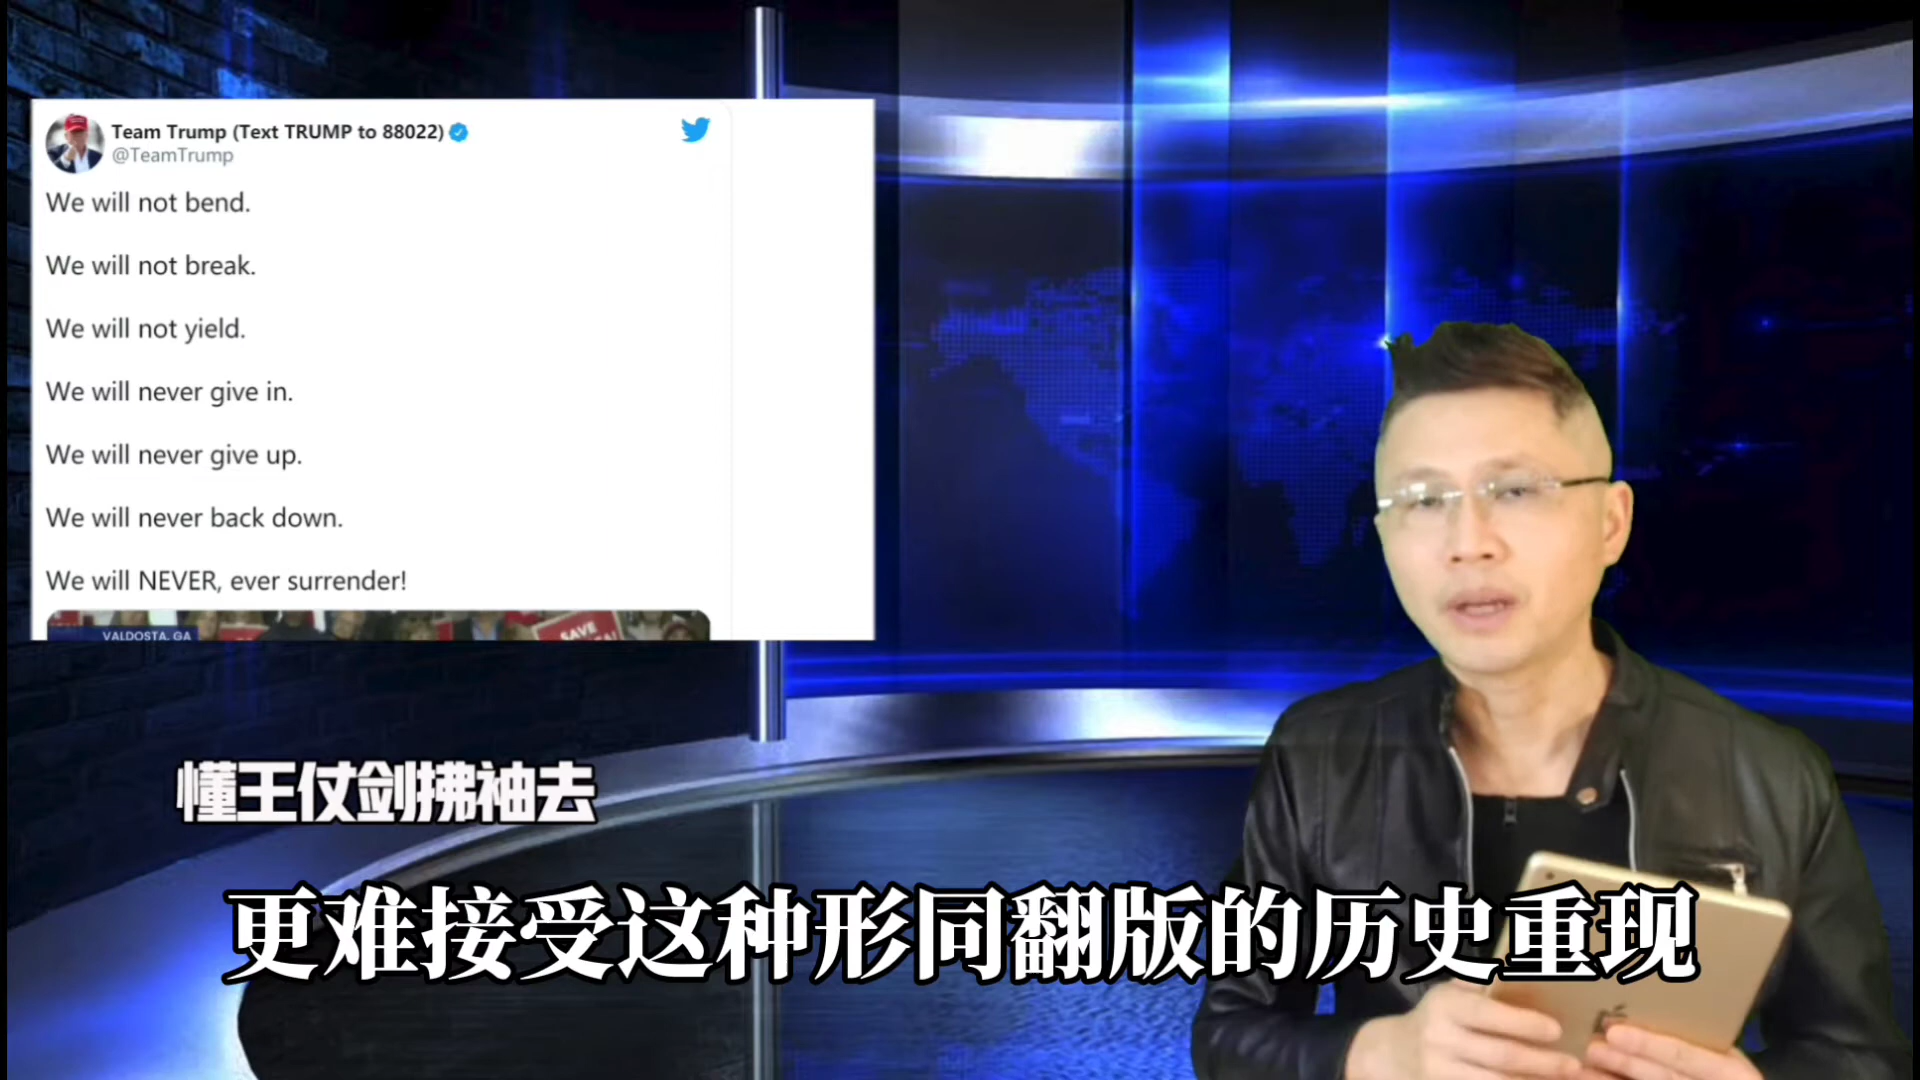 Team Trump (Text TRUMP to 88022)
@TeamTrump
We will not bend.
We will not break.
We will not yield.
We will never give in.
We will never give up.
We will never back down.
We will NEVER, ever surrender!
VALDOSTA, GA
SAVE
懂王仗剑拂袖去
更难接受这种形同翻版的历史重现